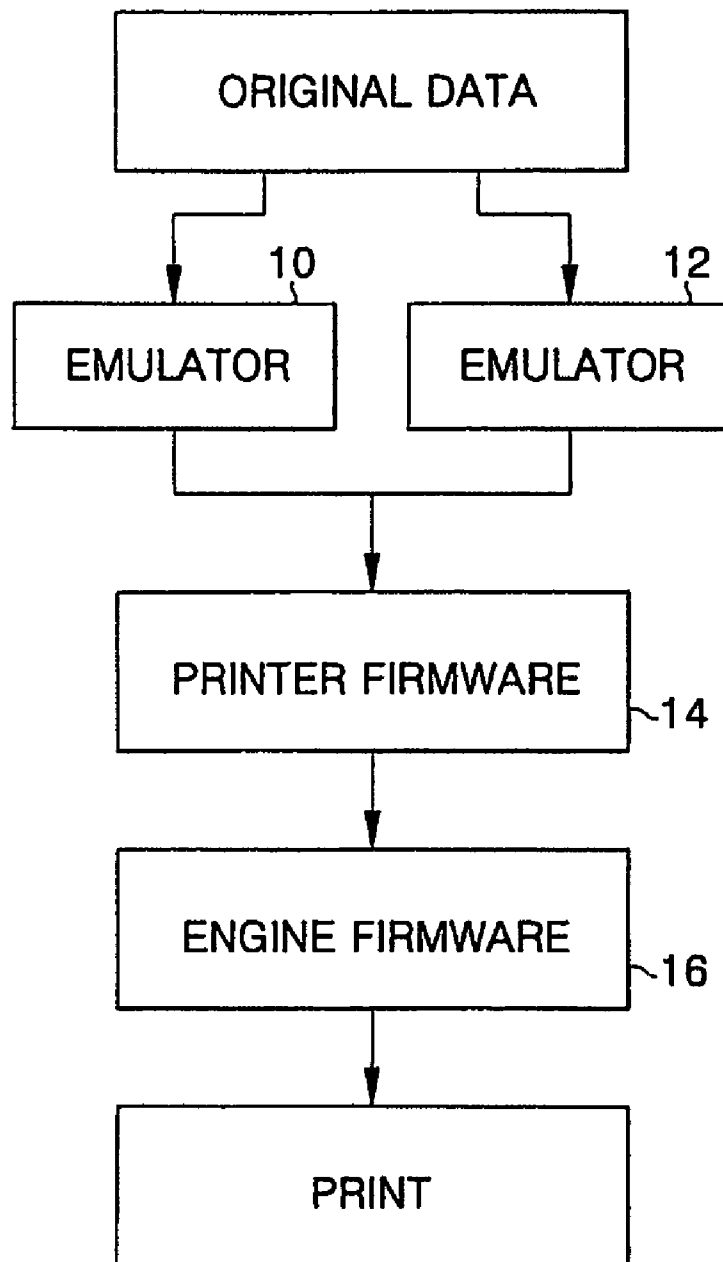 ORIGINAL DATA
10
12
EMULATOR
EMULATOR
PRINTER FIRMWARE
14
ENGINE FIRMWARE
16
PRINT